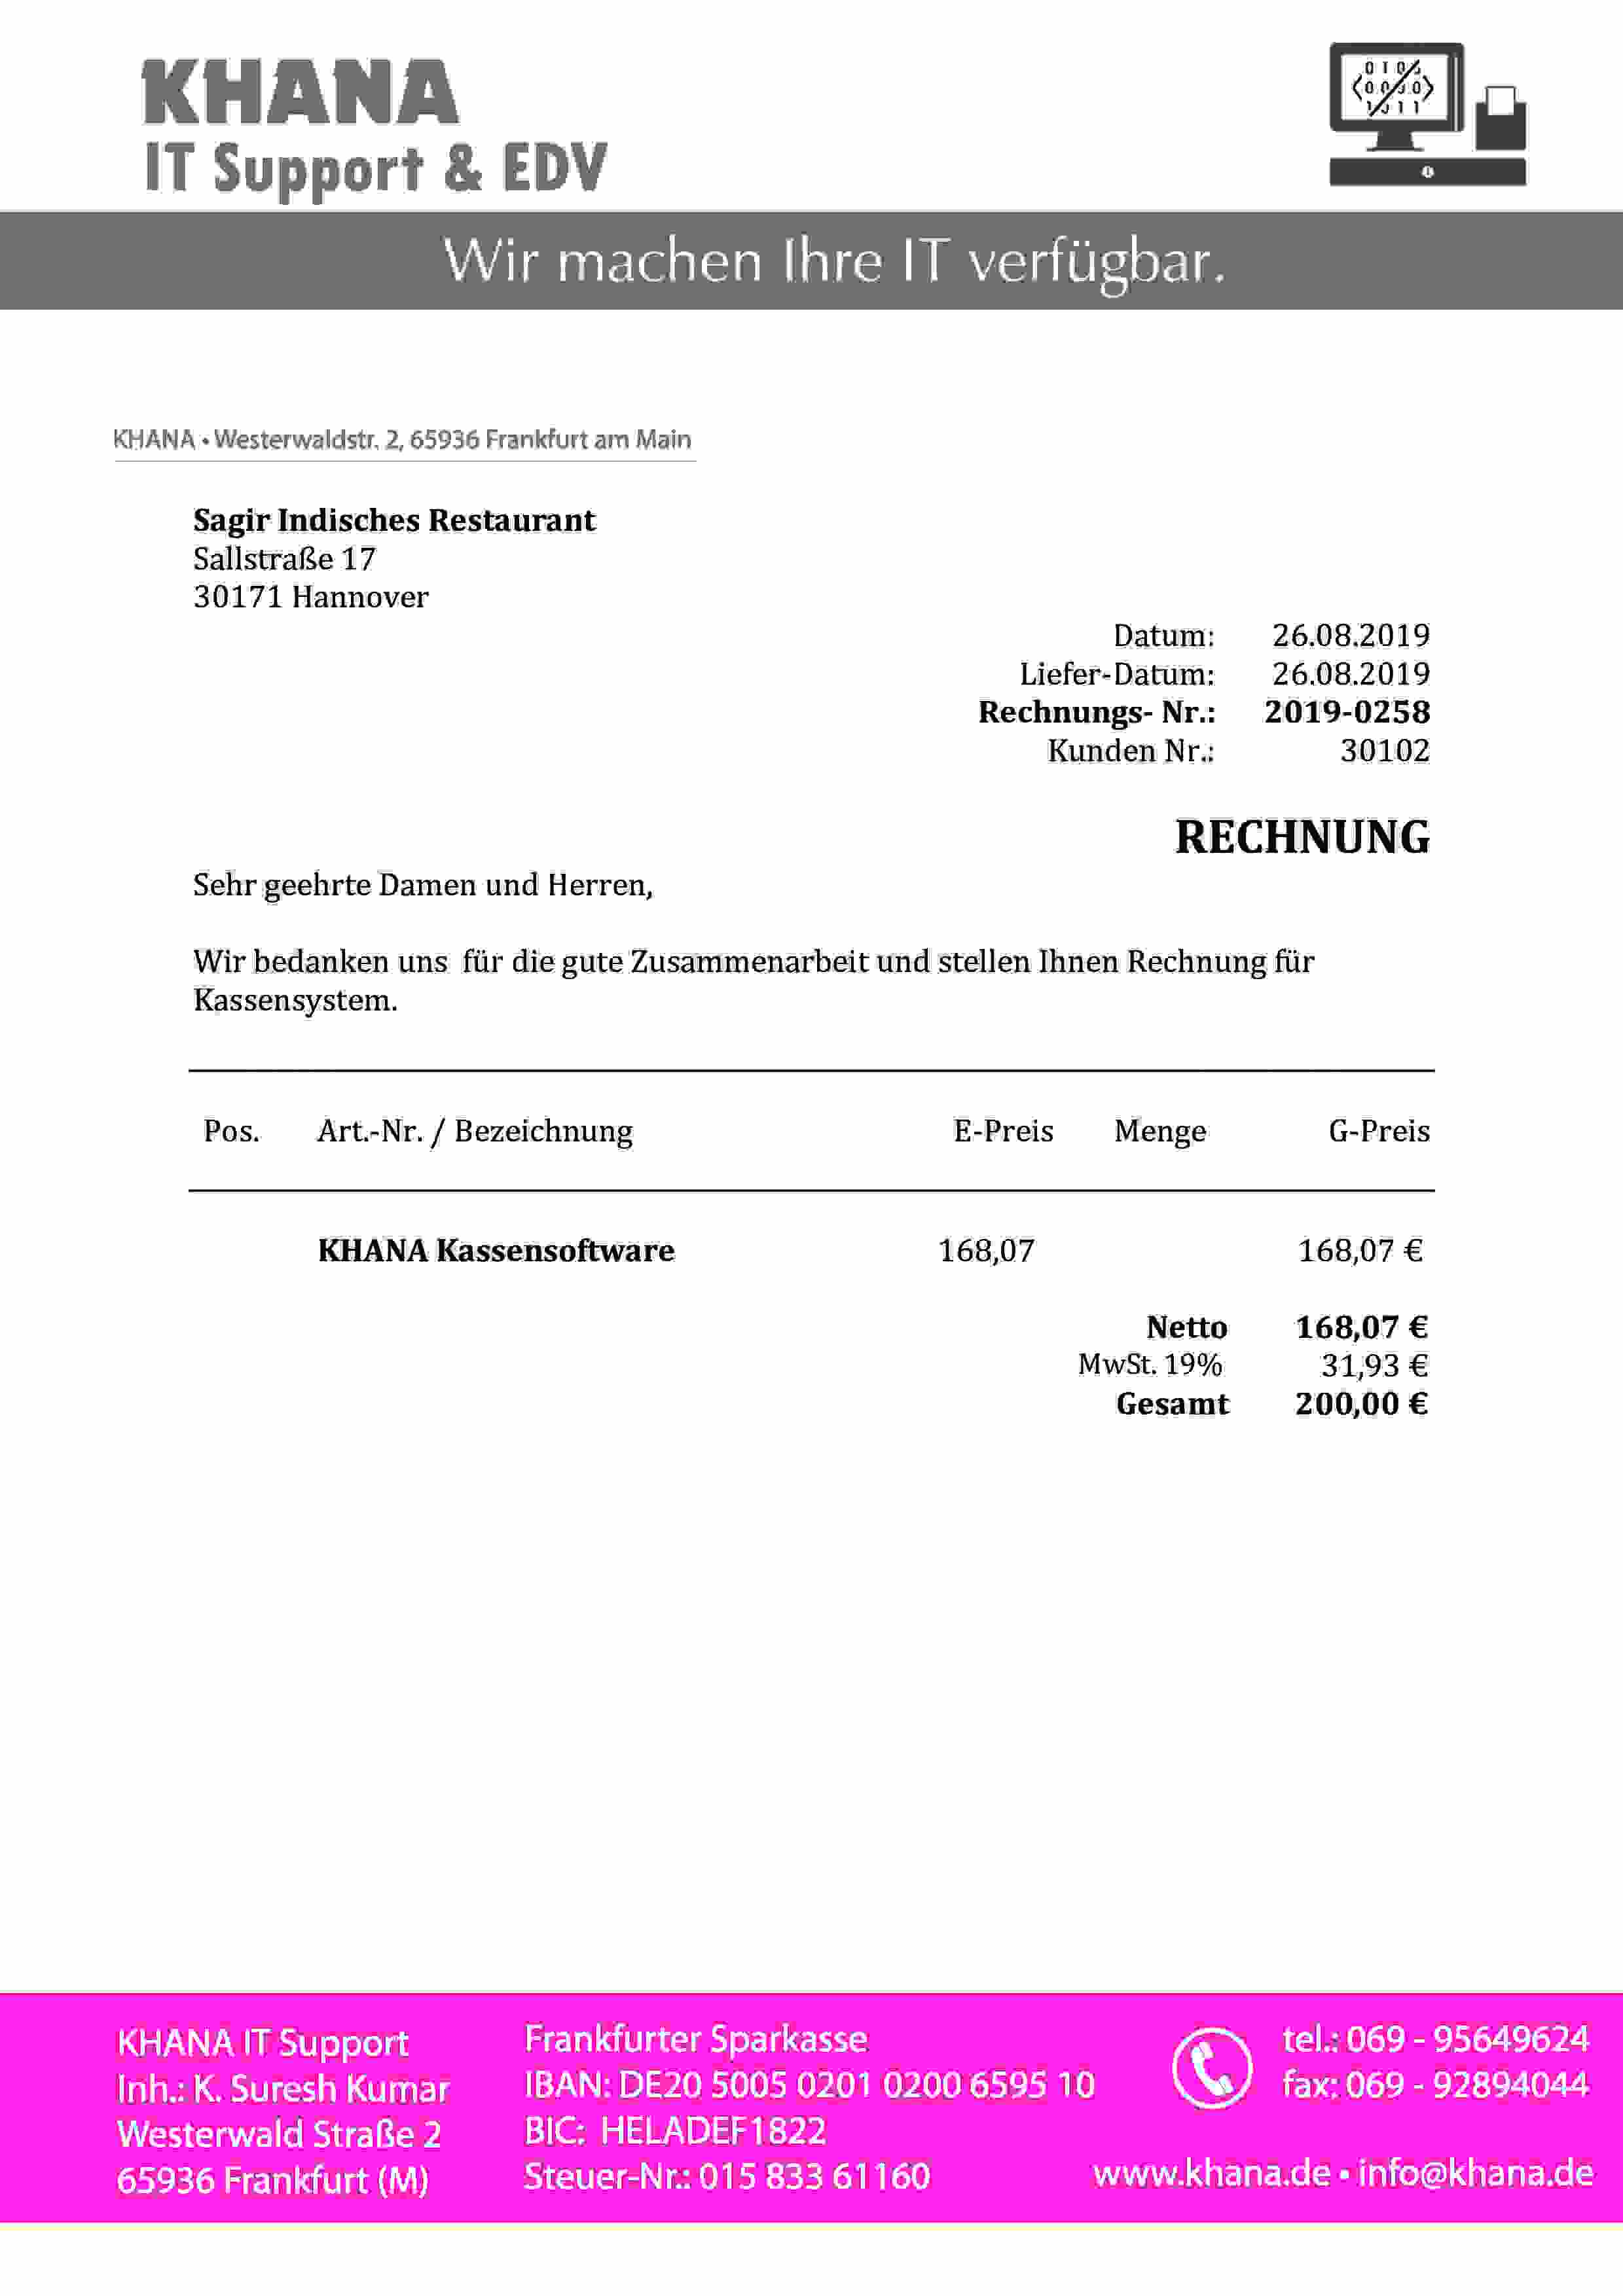 KHANA
IT Support & EDV
Wir machen Ihre IT verfügbar.
KHANA • Westerwaldstr. 2, 65936 Frankfurt am Main
Sagir Indisches Restaurant
Sallstraße 17
30171 Hannover
Datum: 26.08.2019
Liefer-Datum: 26.08.2019
Rechnungs- Nr.: 2019-0258
Kunden Nr.: 30102
RECHNUNG
Sehr geehrte Damen und Herren,
Wir bedanken uns für die gute Zusammenarbeit und stellen Ihnen Rechnung für
Kassensystem.
Pos. Art.-Nr. / Bezeichnung E-Preis Menge G-Preis
KHANA Kassensoftware 168,07 168,07 €
Netto 168,07 €
MwSt. 19% 31,93 €
Gesamt 200,00 €
KHANA IT Support
Inh.: K. Suresh Kumar
Westerwald Straße 2
65936 Frankfurt (M)
Frankfurter Sparkasse
IBAN: DE20 5005 0201 0200 6595 10
BIC: HELADEF1822
Steuer-Nr.: 015 833 61160
tel.: 069 - 95649624
fax: 069 - 92894044
www.khana.de • info@khana.de